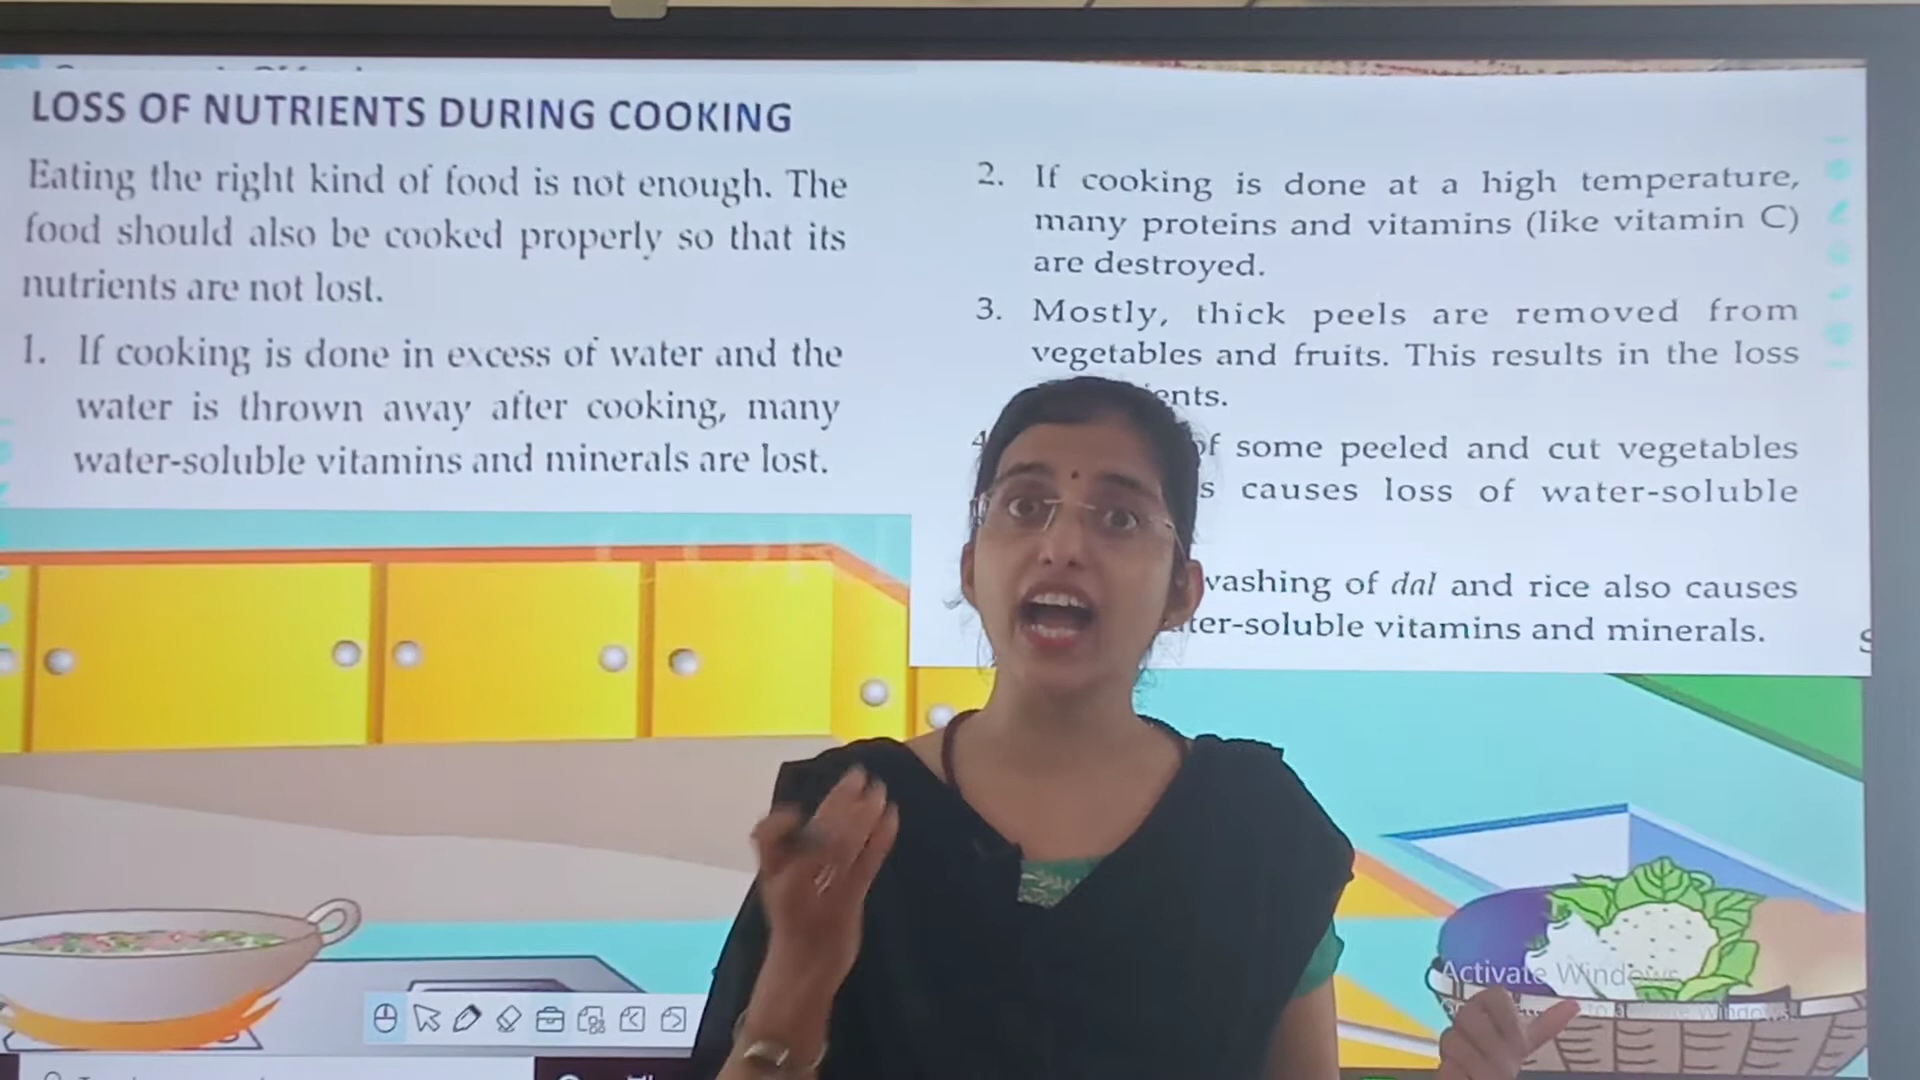 LOSS OF NUTRIENTS DURING COOKING
Eating the right kind of food is not enough. The
food should also be cooked properly so that its
nutrients are not lost.
1. If cooking is done in excess of water and the
water is thrown away after cooking, many
water-soluble vitamins and minerals are lost.
2. If cooking is done at a high temperature,
many proteins and vitamins (like vitamin C)
are destroyed.
3. Mostly, thick peels are removed from
vegetables and fruits. This results in the loss
ents.
4
of some peeled and cut vegetables
s causes loss of water-soluble
washing of dal and rice also causes
ter-soluble vitamins and minerals.
Activate Windows